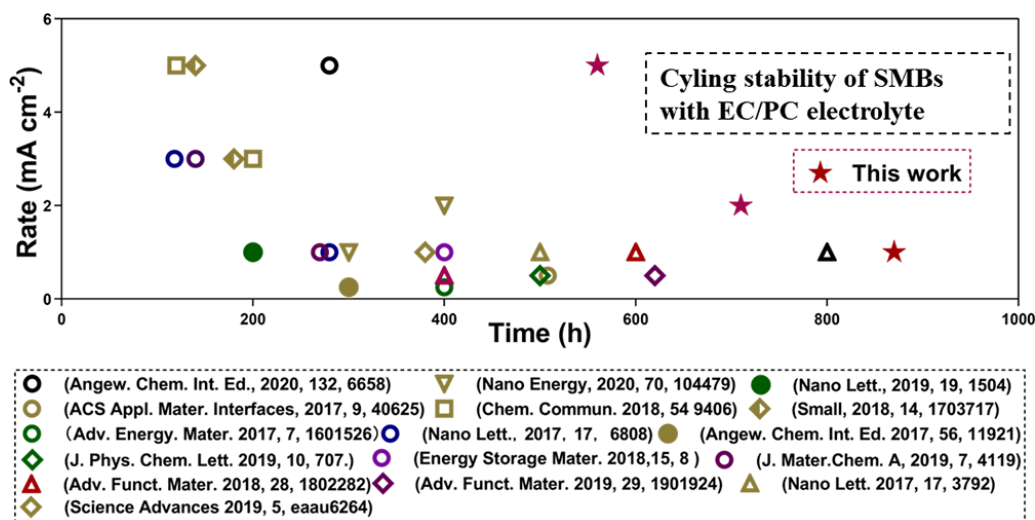 6
Cyling stability of SMBs
with EC/PC electrolyte
4
Rate (mA cm-2)
This work
2
0
0 200 400 600 800 1000
Time (h)
(Angew. Chem. Int. Ed., 2020, 132, 6658) (Nano Energy, 2020, 70, 104479) (Nano Lett., 2019, 19, 1504)
(ACS Appl. Mater. Interfaces, 2017, 9, 40625) (Chem. Commun. 2018, 54 9406) (Small, 2018, 14, 1703717)
(Adv. Energy. Mater. 2017, 7, 1601526) (Nano Lett., 2017, 17, 6808) (Angew. Chem. Int. Ed. 2017, 56, 11921)
(J. Phys. Chem. Lett. 2019, 10, 707.) (Energy Storage Mater. 2018,15, 8 ) (J. Mater.Chem. A, 2019, 7, 4119)
(Adv. Funct. Mater. 2018, 28, 1802282) (Adv. Funct. Mater. 2019, 29, 1901924) (Nano Lett. 2017, 17, 3792)
(Science Advances 2019, 5, eaau6264)